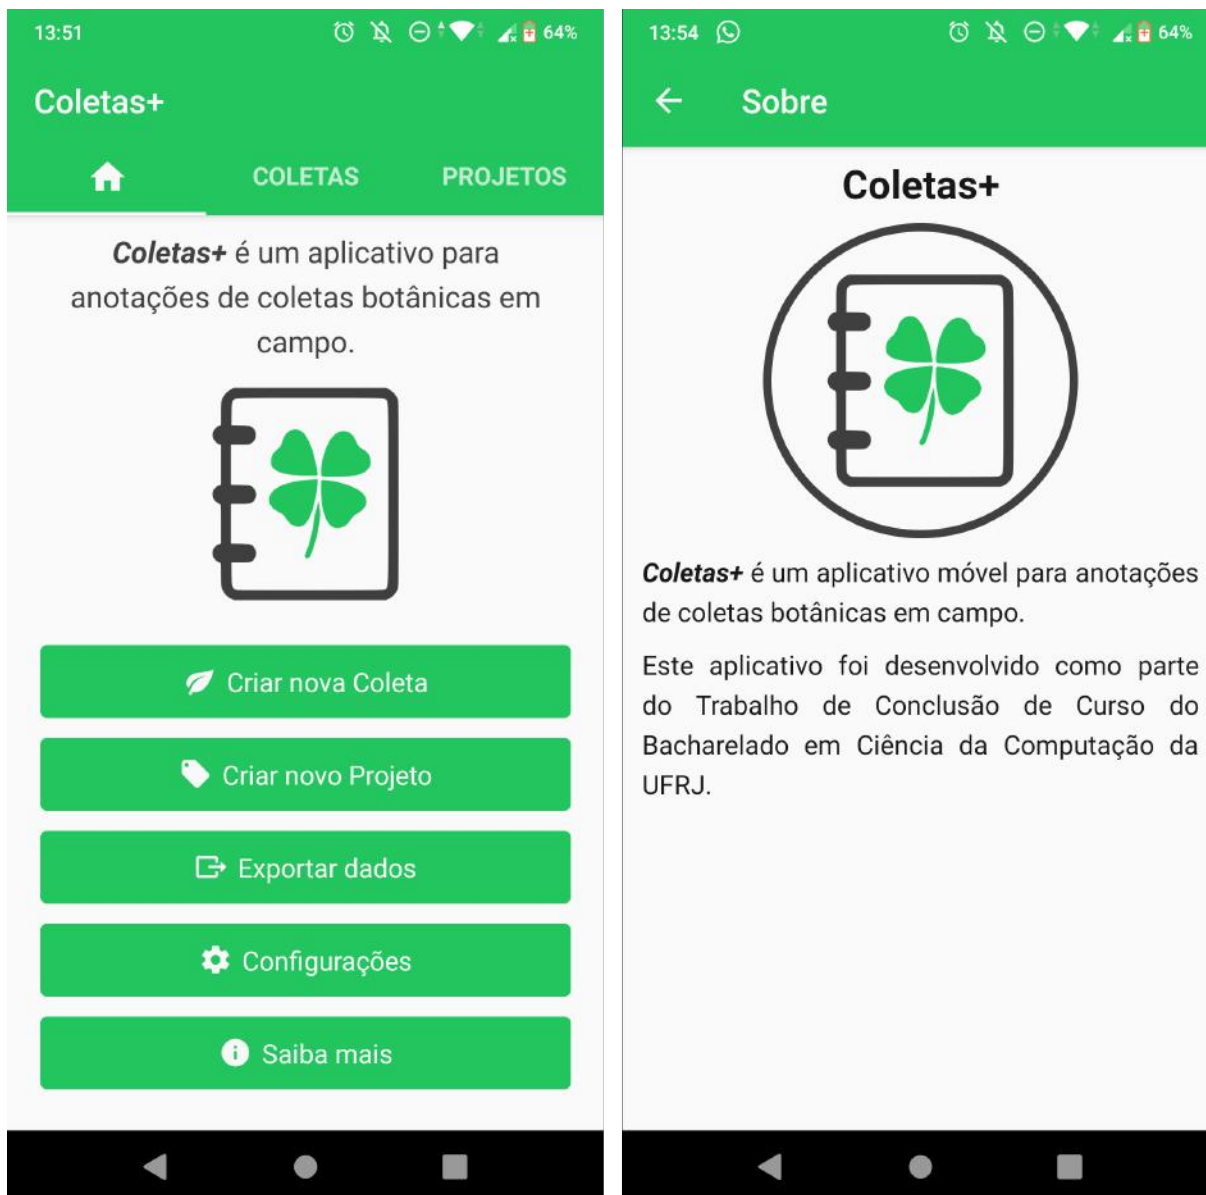 13:51
64%
Coletas+
COLETAS
PROJETOS
Coletas+ é um aplicativo para
anotações de coletas botânicas em
campo.
Criar nova Coleta
Criar novo Projeto
Exportar dados
Configurações
Saiba mais
13:54
64%
Sobre
Coletas+
Coletas+ é um aplicativo móvel para anotações
de coletas botânicas em campo.
Este aplicativo foi desenvolvido como parte
do Trabalho de Conclusão de Curso do
Bacharelado em Ciência da Computação da
UFRJ.